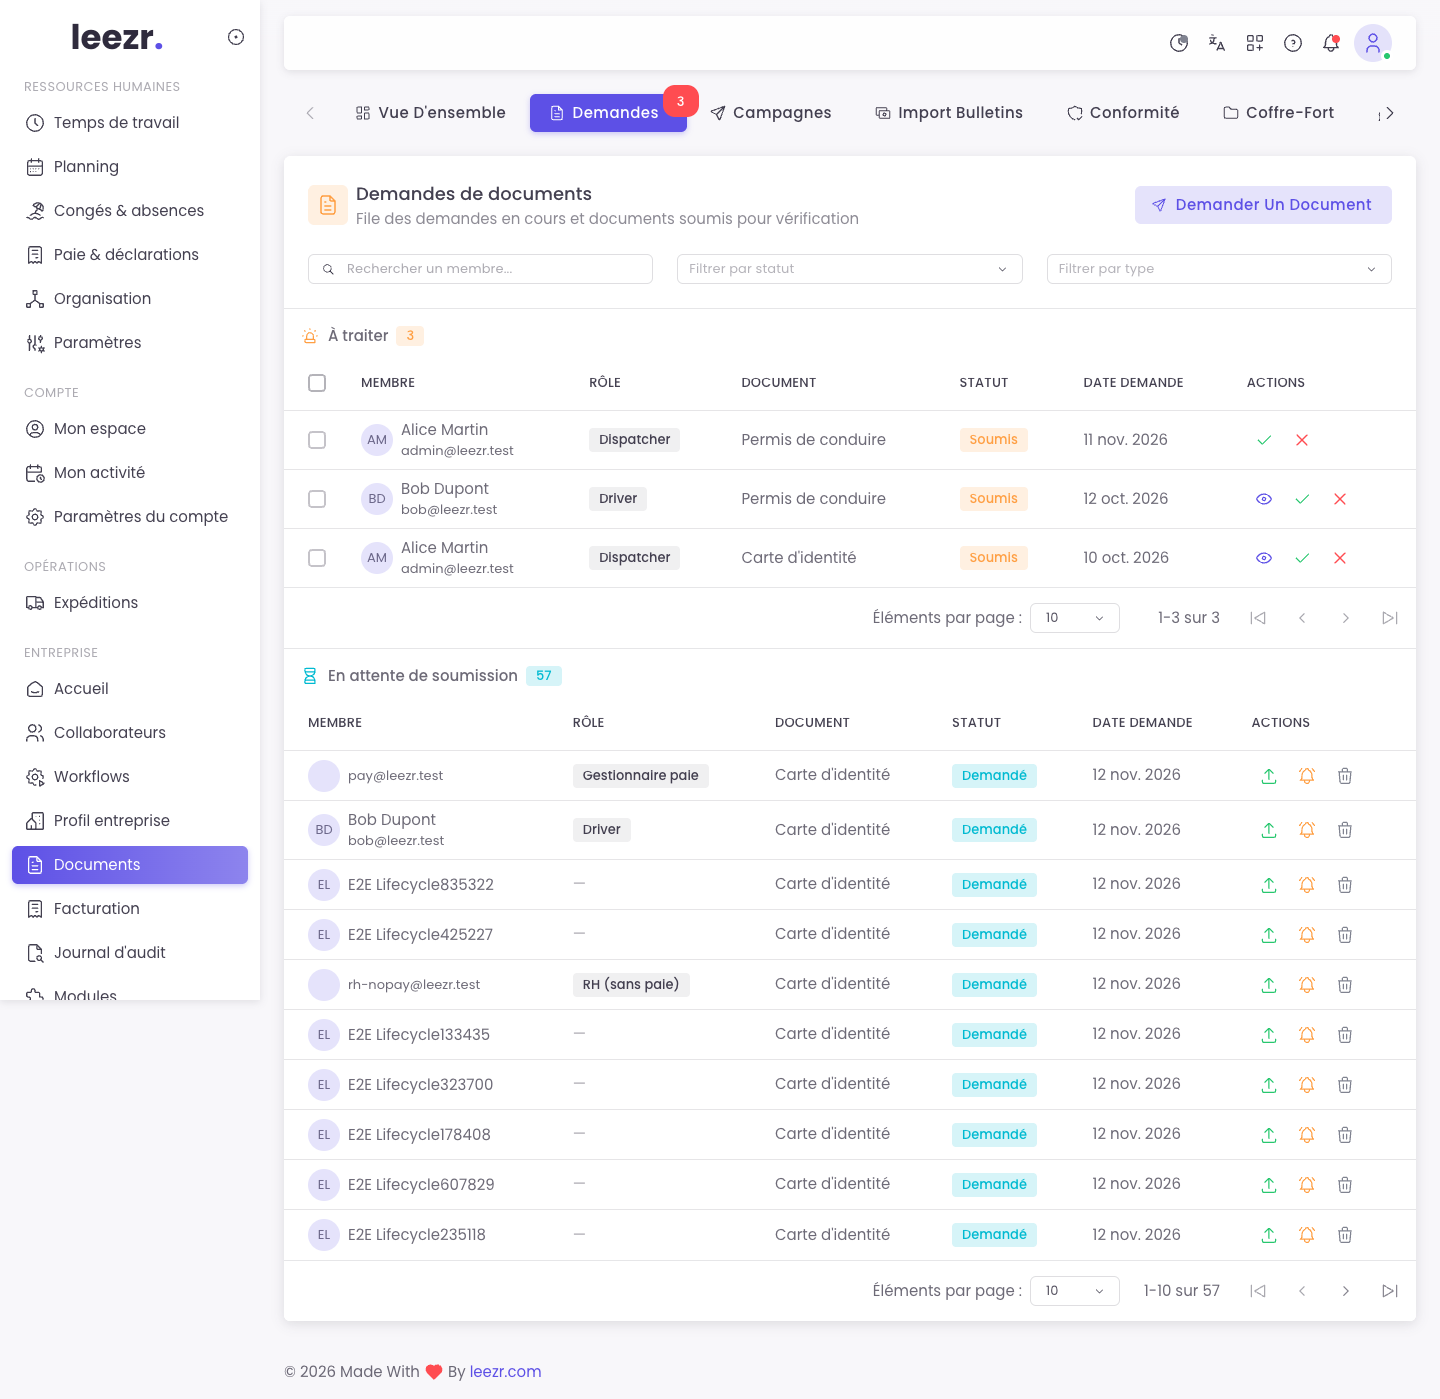 leezr.
RESSOURCES HUMAINES
Temps de travail
Planning
Congés & absences
Paie & déclarations
Organisation
Paramètres
COMPTE
Mon espace
Mon activité
Paramètres du compte
OPÉRATIONS
Expéditions
ENTREPRISE
Accueil
Collaborateurs
Workflows
Profil entreprise
Documents
Facturation
Journal d'audit
Modules
Vue D'ensemble
Demandes 3
Campagnes
Import Bulletins
Conformité
Coffre-Fort
Demandes de documents
File des demandes en cours et documents soumis pour vérification
Demander Un Document
Rechercher un membre...
Filtrer par statut
Filtrer par type
À traiter 3
MEMBRE RÔLE DOCUMENT STATUT DATE DEMANDE ACTIONS
AM Alice Martin Dispatcher Permis de conduire Soumis 11 nov. 2026
admin@leezr.test
BD Bob Dupont Driver Permis de conduire Soumis 12 oct. 2026
bob@leezr.test
AM Alice Martin Dispatcher Carte d'identité Soumis 10 oct. 2026
admin@leezr.test
Éléments par page : 10 1-3 sur 3
En attente de soumission 57
MEMBRE RÔLE DOCUMENT STATUT DATE DEMANDE ACTIONS
pay@leezr.test Gestionnaire paie Carte d'identité Demandé 12 nov. 2026
BD Bob Dupont Driver Carte d'identité Demandé 12 nov. 2026
bob@leezr.test
EL E2E Lifecycle835322 — Carte d'identité Demandé 12 nov. 2026
EL E2E Lifecycle425227 — Carte d'identité Demandé 12 nov. 2026
rh-nopay@leezr.test RH (sans paie) Carte d'identité Demandé 12 nov. 2026
EL E2E Lifecycle133435 — Carte d'identité Demandé 12 nov. 2026
EL E2E Lifecycle323700 — Carte d'identité Demandé 12 nov. 2026
EL E2E Lifecycle178408 — Carte d'identité Demandé 12 nov. 2026
EL E2E Lifecycle607829 — Carte d'identité Demandé 12 nov. 2026
EL E2E Lifecycle235118 — Carte d'identité Demandé 12 nov. 2026
Éléments par page : 10 1-10 sur 57
© 2026 Made With By leezr.com